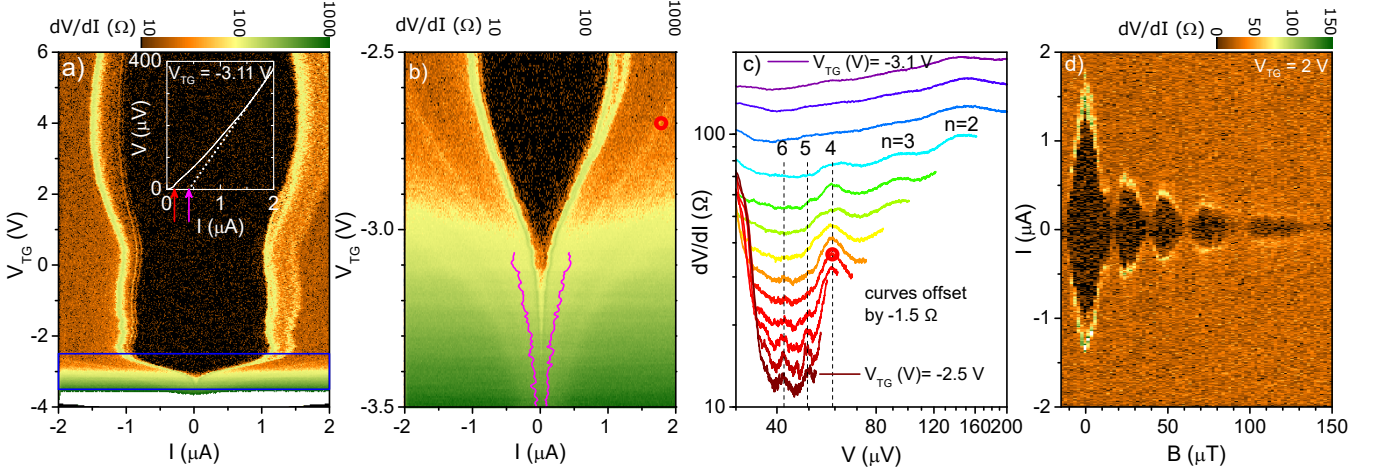 dV/dI (Ω)
10
100
1000
dV/dI (Ω)
10
100
1000
dV/dI (Ω)
0
50
100
150
a)
6
4
2
0
-2
-4
V_TG (V)
-2
-1
0
1
2
I (μA)
V_TG = -3.11 V
400
0
V (μV)
0
1
2
I (μA)
b)
-2.5
-3.0
-3.5
V_TG (V)
-2
-1
0
1
2
I (μA)
c)
V_TG (V)= -3.1 V
100
10
dV/dI (Ω)
6
5
4
n=3
n=2
curves offset
by -1.5 Ω
V_TG (V)= -2.5 V
40
80
120
160
200
V (μV)
d)
V_TG = 2 V
2
1
0
-1
-2
I (μA)
0
50
100
150
B (μT)